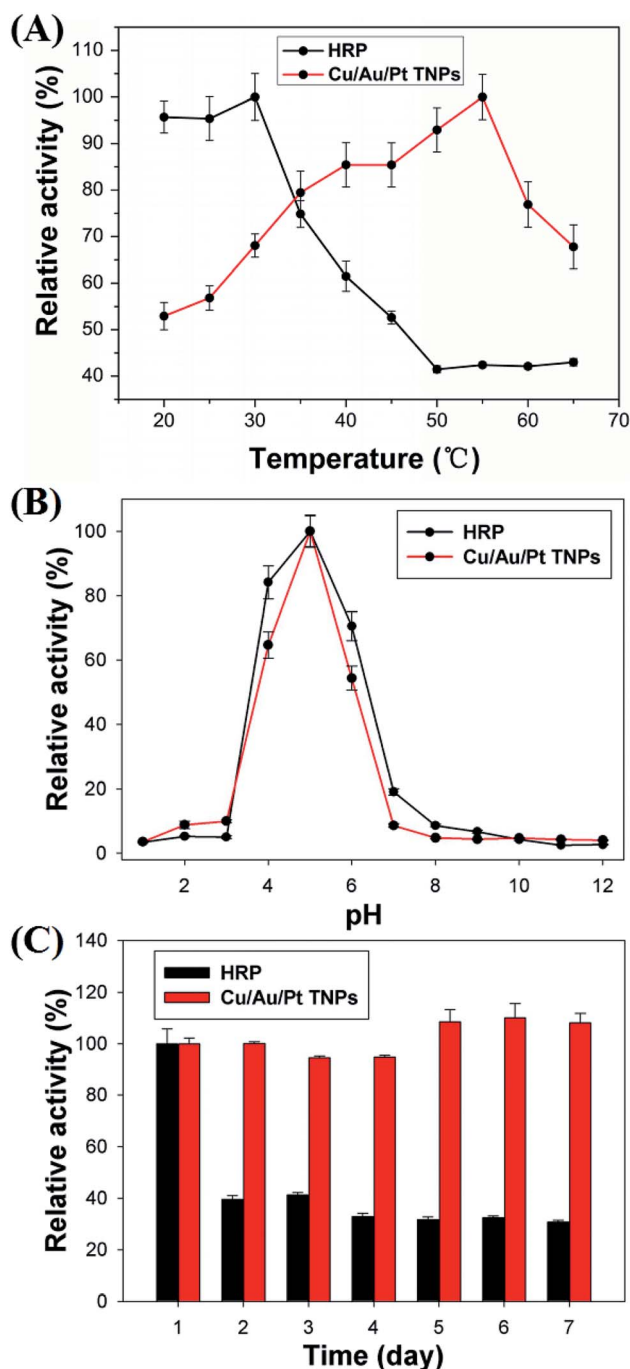 (A)
HRP
Cu/Au/Pt TNPs
Relative activity (%)
100
90
80
70
60
50
40
20 30 40 50 60 70
Temperature (℃)
(B)
HRP
Cu/Au/Pt TNPs
Relative activity (%)
100
80
60
40
20
0
2 4 6 8 10 12
pH
(C)
HRP
Cu/Au/Pt TNPs
Relative activity (%)
140
120
100
80
60
40
20
0
1 2 3 4 5 6 7
Time (day)